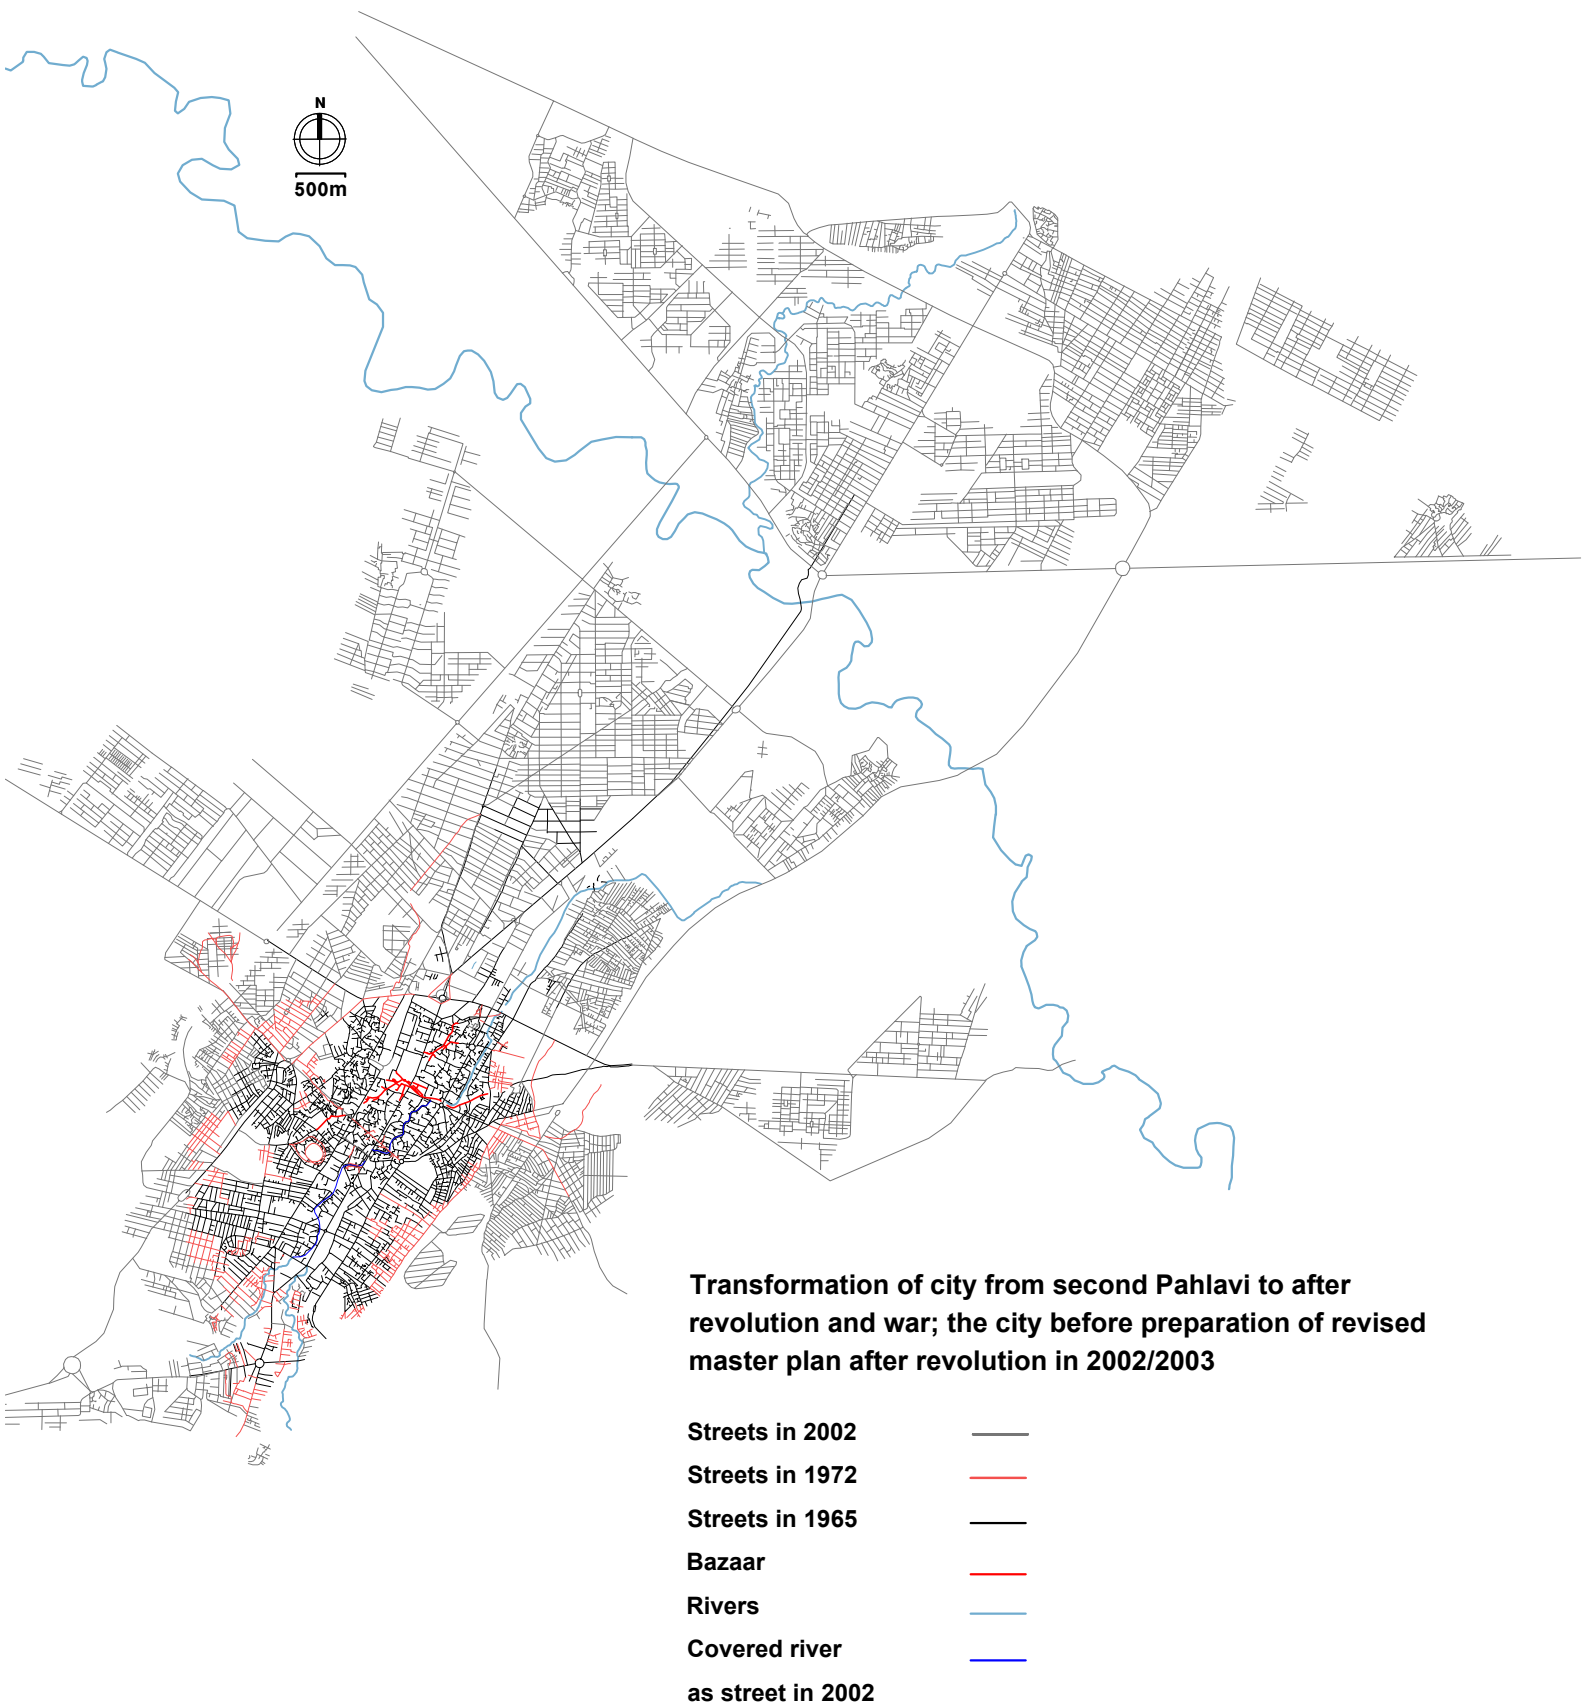 N
500m
Transformation of city from second Pahlavi to after
revolution and war; the city before preparation of revised
master plan after revolution in 2002/2003
Streets in 2002
Streets in 1972
Streets in 1965
Bazaar
Rivers
Covered river
as street in 2002